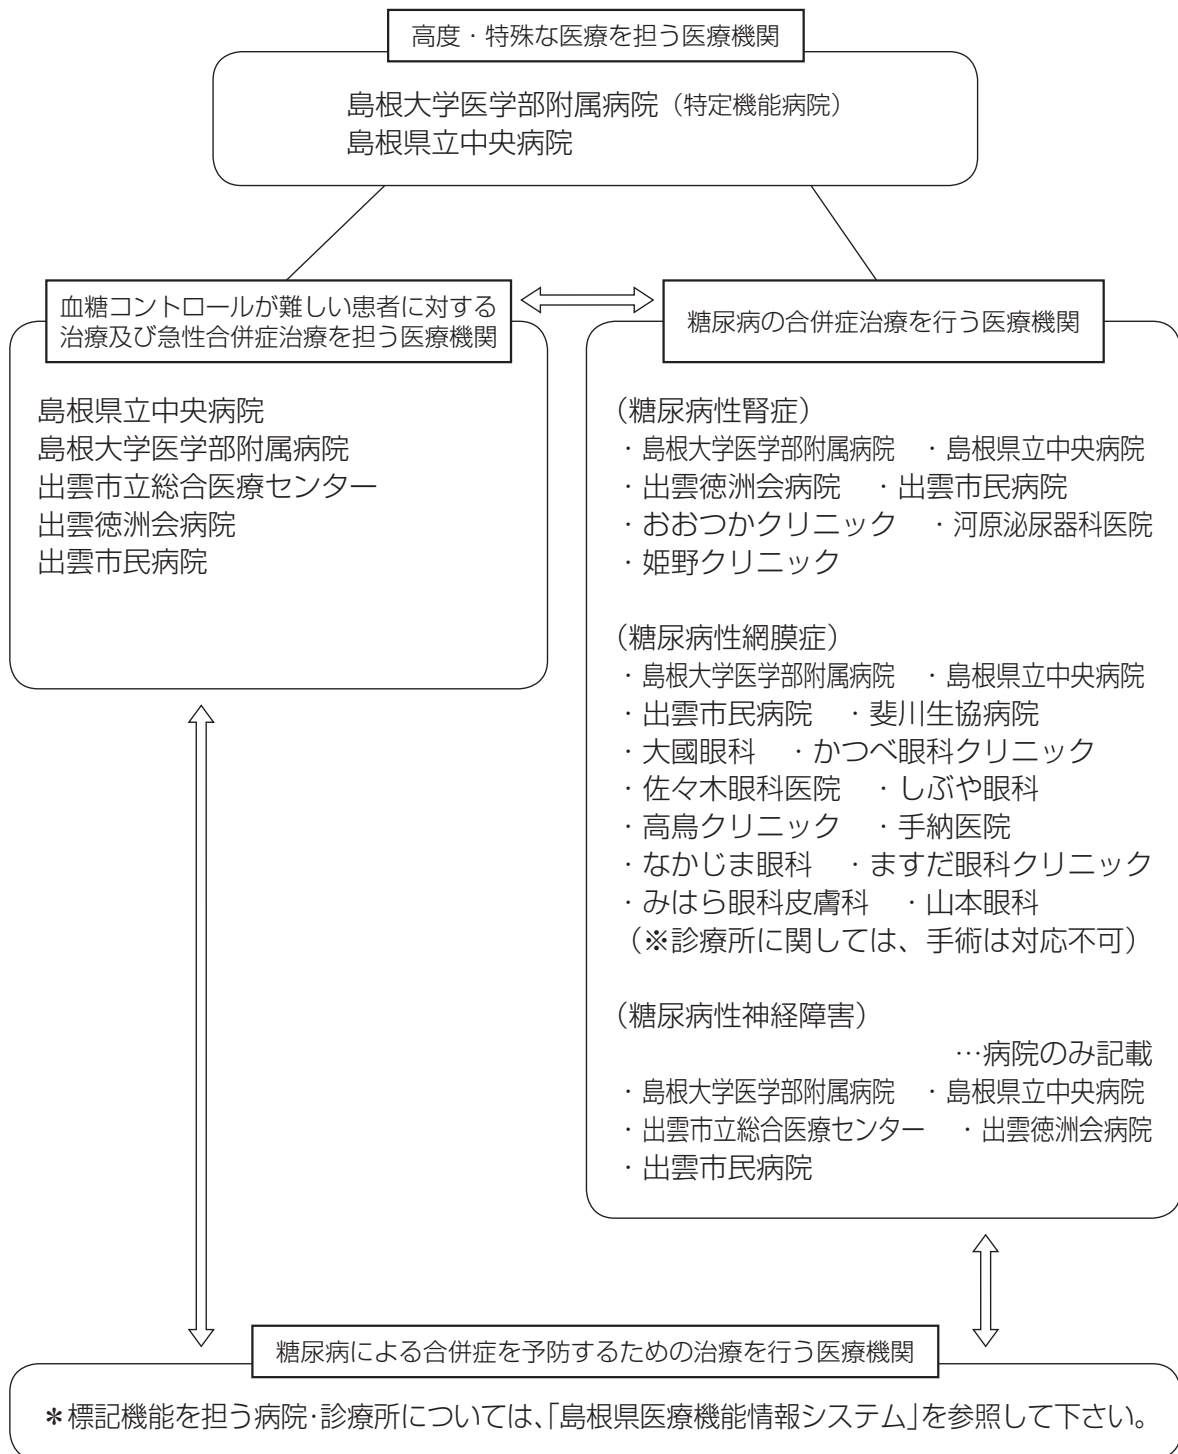 高度・特殊な医療を担う医療機関
島根大学医学部附属病院（特定機能病院）
島根県立中央病院
血糖コントロールが難しい患者に対する
治療及び急性合併症治療を担う医療機関
島根県立中央病院
島根大学医学部附属病院
出雲市立総合医療センター
出雲徳洲会病院
出雲市民病院
糖尿病の合併症治療を行う医療機関
（糖尿病性腎症）
・島根大学医学部附属病院　・島根県立中央病院
・出雲徳洲会病院　・出雲市民病院
・おおつかクリニック　・河原泌尿器科医院
・姫野クリニック
（糖尿病性網膜症）
・島根大学医学部附属病院　・島根県立中央病院
・出雲市民病院　・斐川生協病院
・大國眼科　・かつべ眼科クリニック
・佐々木眼科医院　・しぶや眼科
・高鳥クリニック　・手納医院
・なかじま眼科　・ますだ眼科クリニック
・みはら眼科皮膚科　・山本眼科
（※診療所に関しては、手術は対応不可）
（糖尿病性神経障害）
…病院のみ記載
・島根大学医学部附属病院　・島根県立中央病院
・出雲市立総合医療センター　・出雲徳洲会病院
・出雲市民病院
糖尿病による合併症を予防するための治療を行う医療機関
＊標記機能を担う病院・診療所については、「島根県医療機能情報システム」を参照して下さい。